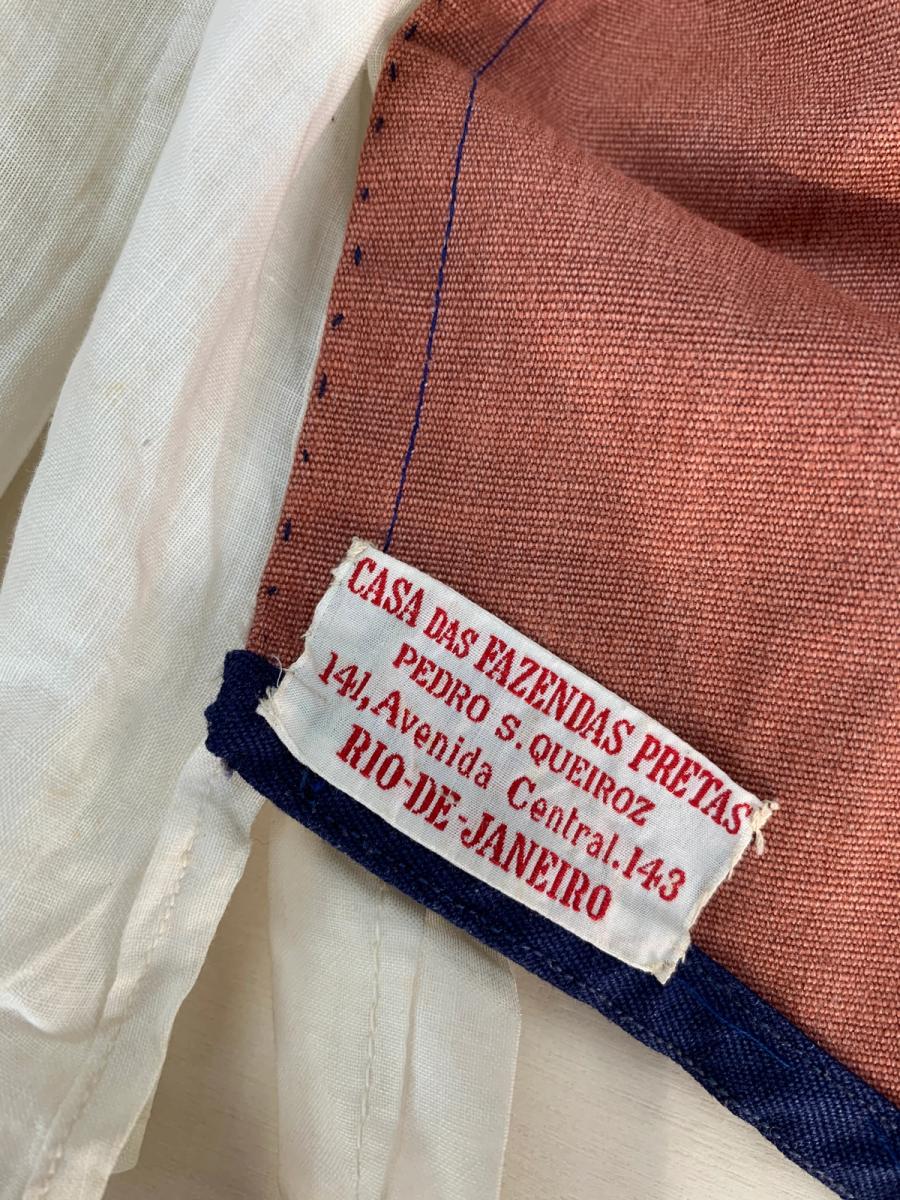 CASA DAS FAZENDAS PRETAS
PEDRO S. QUEIROZ
141, Avenida Central. 143
RIO-DE-JANEIRO